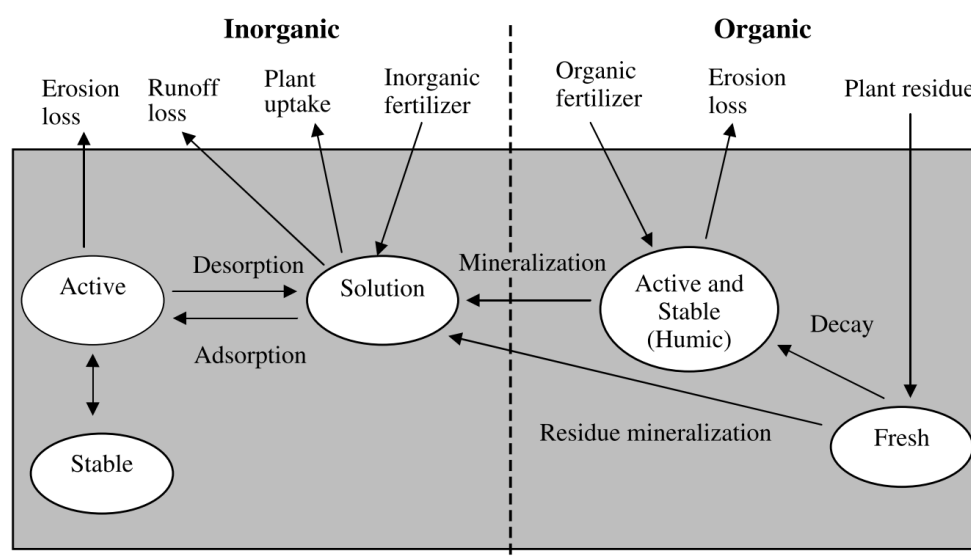 Inorganic
Organic
Erosion
loss
Runoff
loss
Plant
uptake
Inorganic
fertilizer
Organic
fertilizer
Erosion
loss
Plant residue
Active
Desorption
Adsorption
Solution
Mineralization
Active and
Stable
(Humic)
Decay
Residue mineralization
Stable
Fresh